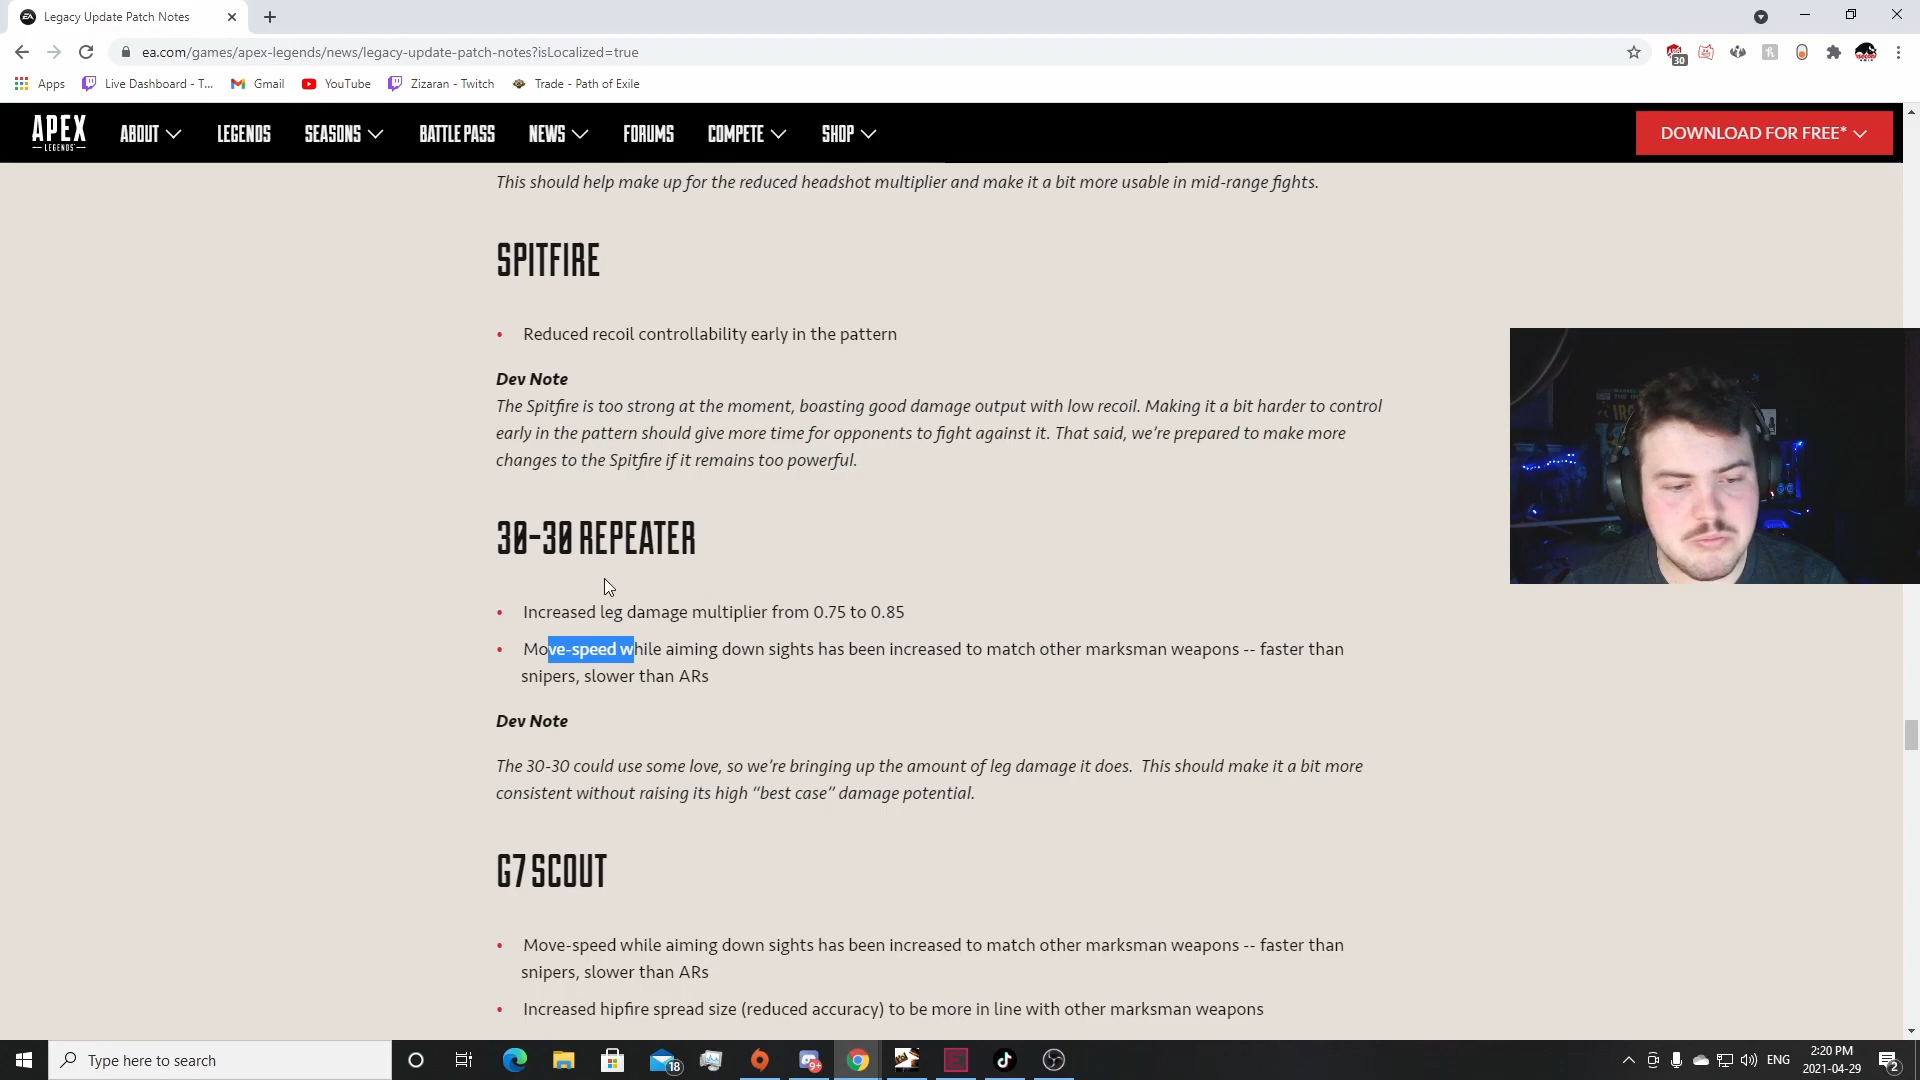 Legacy Update Patch Notes
ea.com/games/apex-legends/news/legacy-update-patch-notes?isLocalized=true
30
Apps Live Dashboard - T... Gmail YouTube Zizaran - Twitch Trade - Path of Exile
APEX LEGENDS ABOUT LEGENDS SEASONS BATTLE PASS NEWS FORUMS COMPETE SHOP DOWNLOAD FOR FREE*
This should help make up for the reduced headshot multiplier and make it a bit more usable in mid-range fights.
SPITFIRE
• Reduced recoil controllability early in the pattern
Dev Note
The Spitfire is too strong at the moment, boasting good damage output with low recoil. Making it a bit harder to control
early in the pattern should give more time for opponents to fight against it. That said, we’re prepared to make more
changes to the Spitfire if it remains too powerful.
30-30 REPEATER
• Increased leg damage multiplier from 0.75 to 0.85
• Move-speed while aiming down sights has been increased to match other marksman weapons -- faster than
snipers, slower than ARs
Dev Note
The 30-30 could use some love, so we’re bringing up the amount of leg damage it does. This should make it a bit more
consistent without raising its high “best case” damage potential.
G7 SCOUT
• Move-speed while aiming down sights has been increased to match other marksman weapons -- faster than
snipers, slower than ARs
• Increased hipfire spread size (reduced accuracy) to be more in line with other marksman weapons
Type here to search 18 9+ ENG 2:20 PM 2
2021-04-29